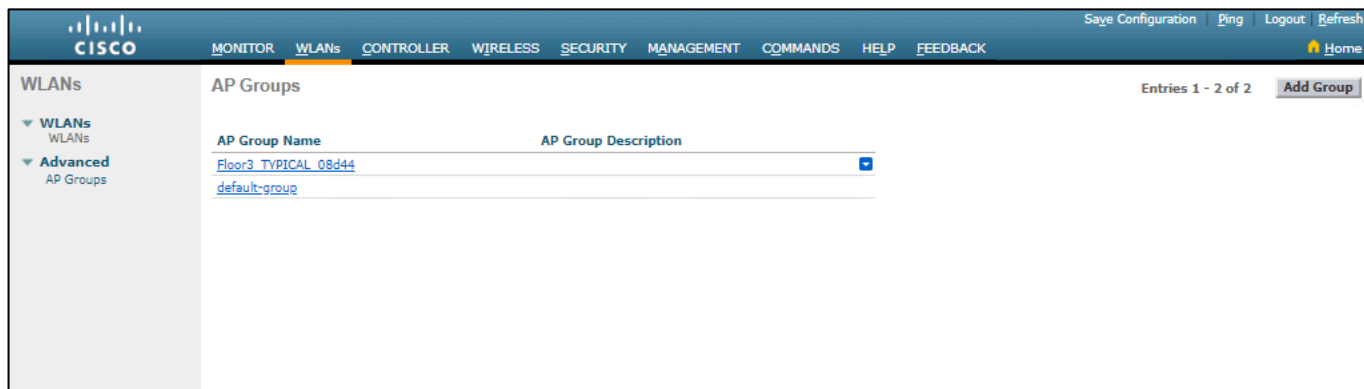 Save Configuration Ping Logout Refresh
CISCO MONITOR WLANs CONTROLLER WIRELESS SECURITY MANAGEMENT COMMANDS HELP FEEDBACK Home
WLANs
WLANs
WLANs
Advanced
AP Groups
AP Groups Entries 1 - 2 of 2 Add Group
AP Group Name AP Group Description
Floor3_TYPICAL_08d44
default-group